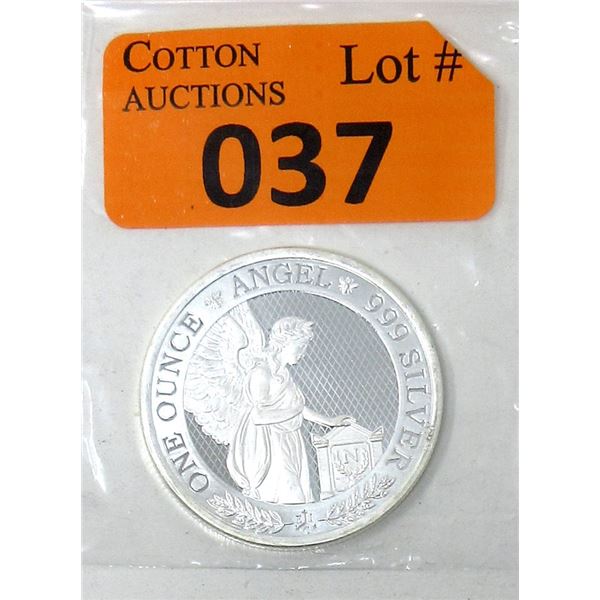 COTTON
AUCTIONS
Lot #
037
ONE OUNCE ANGEL 999 SILVER
N